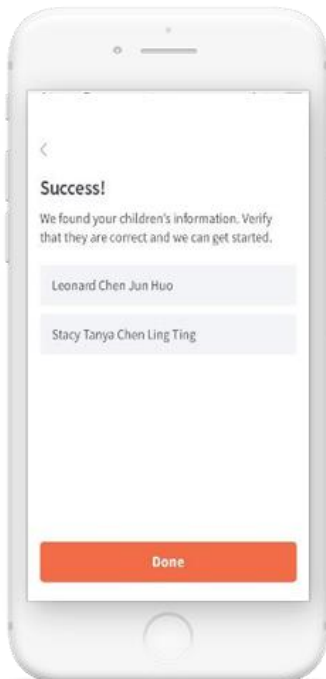 Success!
We found your children's information. Verify
that they are correct and we can get started.
Leonard Chen Jun Huo
Stacy Tanya Chen Ling Ting
Done